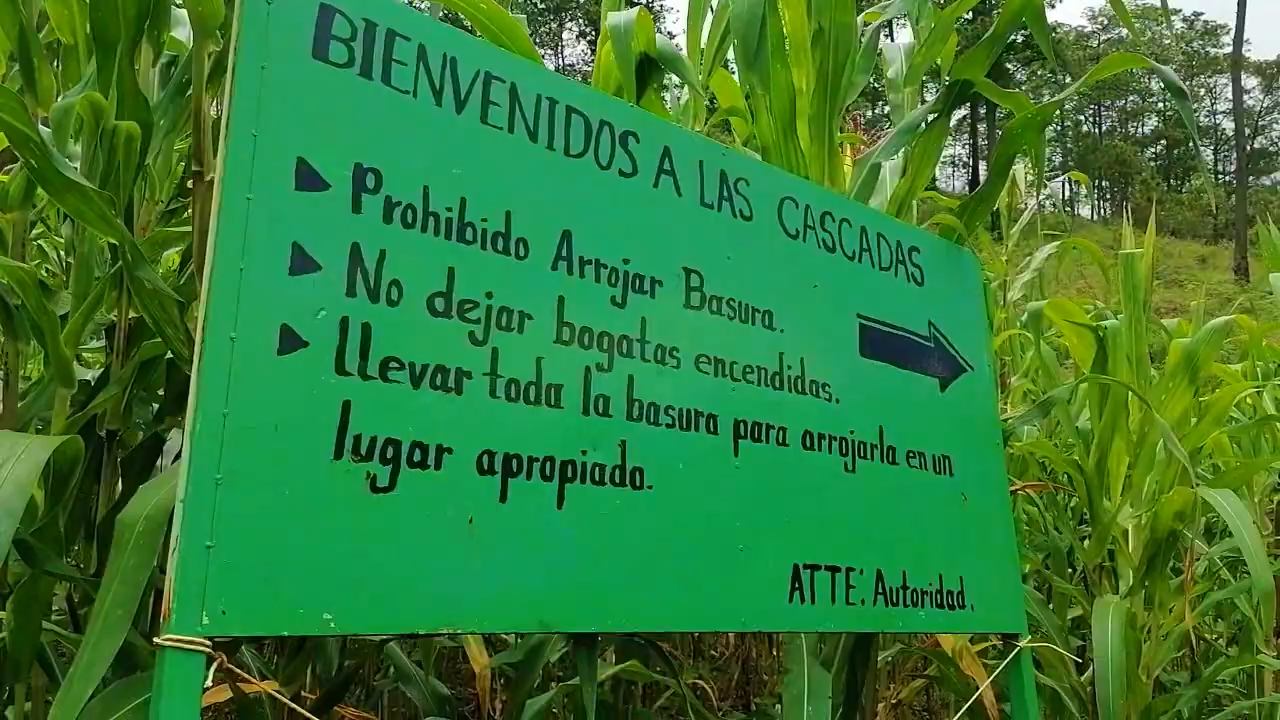 BIENVENIDOS A LAS CASCADAS
Prohibido Arrojar Basura.
No dejar bogatas encendidas.
Llevar toda la basura para arrojarla en un
lugar apropiado.
ATTE: Autoridad.